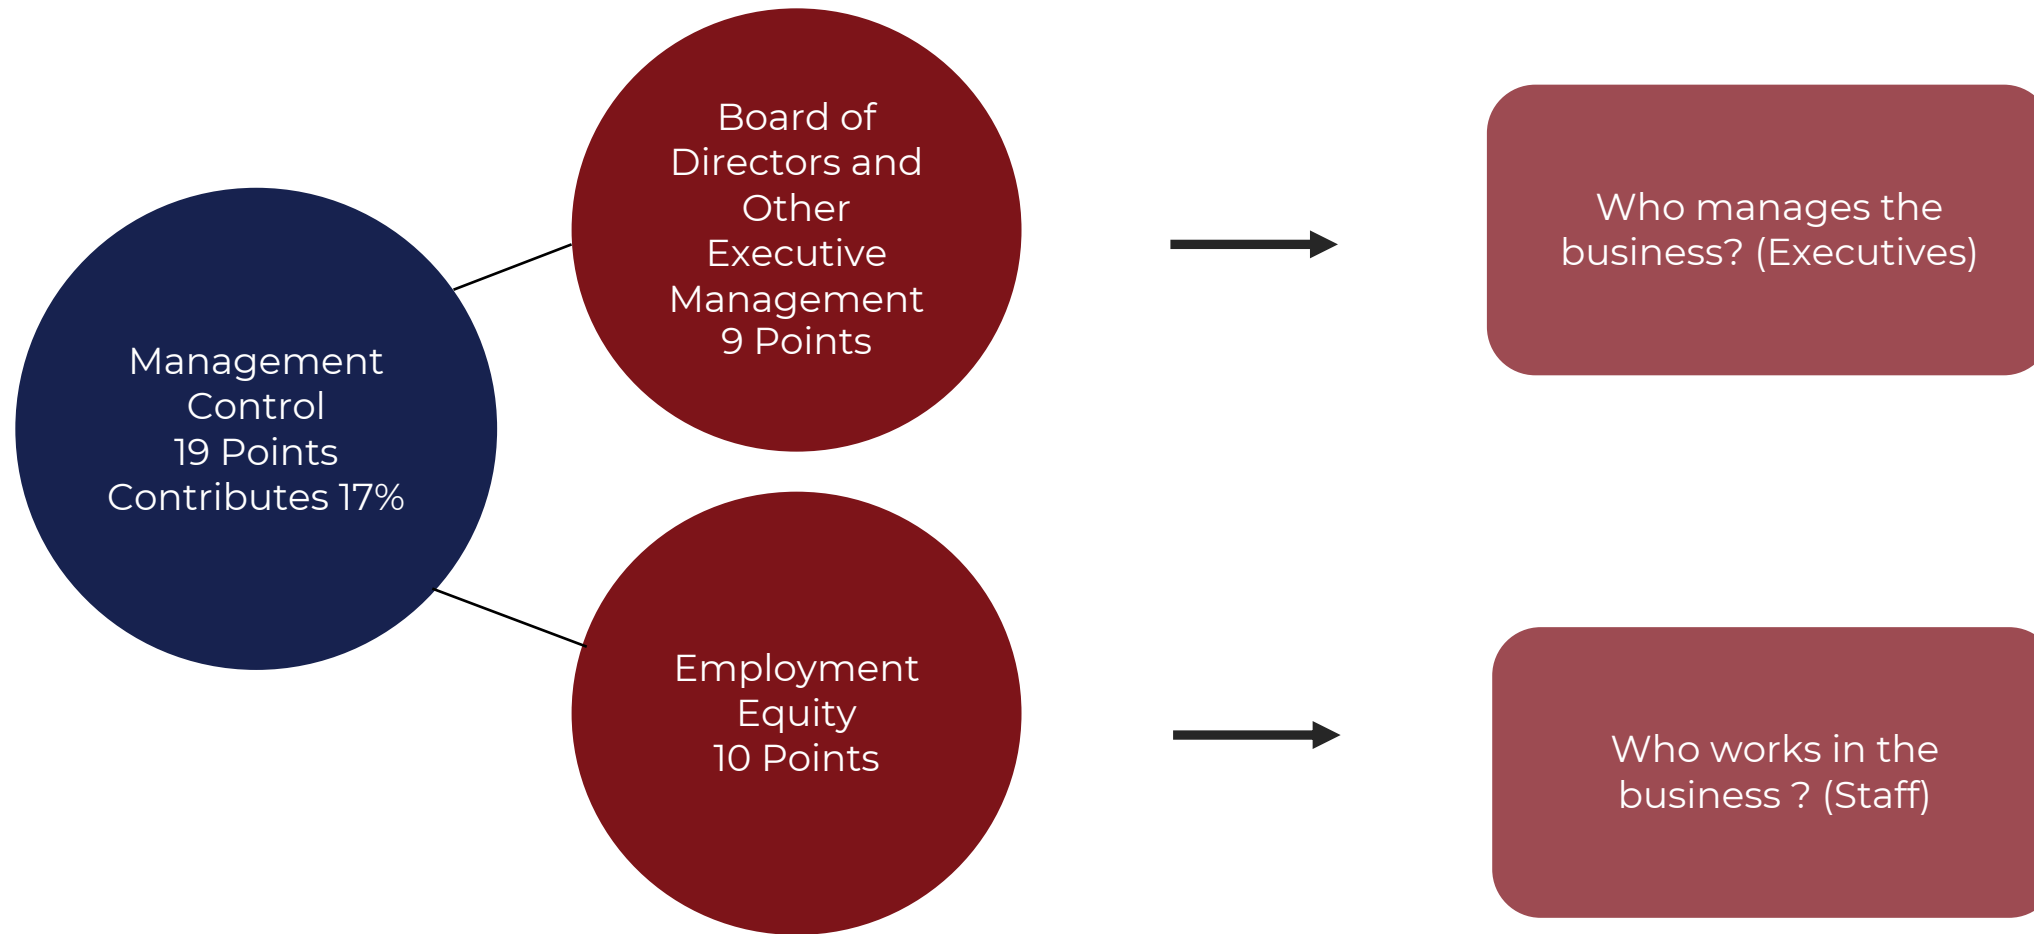 Management
Control
19 Points
Contributes 17%
Board of
Directors and
Other
Executive
Management
9 Points
Who manages the
business? (Executives)
Employment
Equity
10 Points
Who works in the
business ? (Staff)